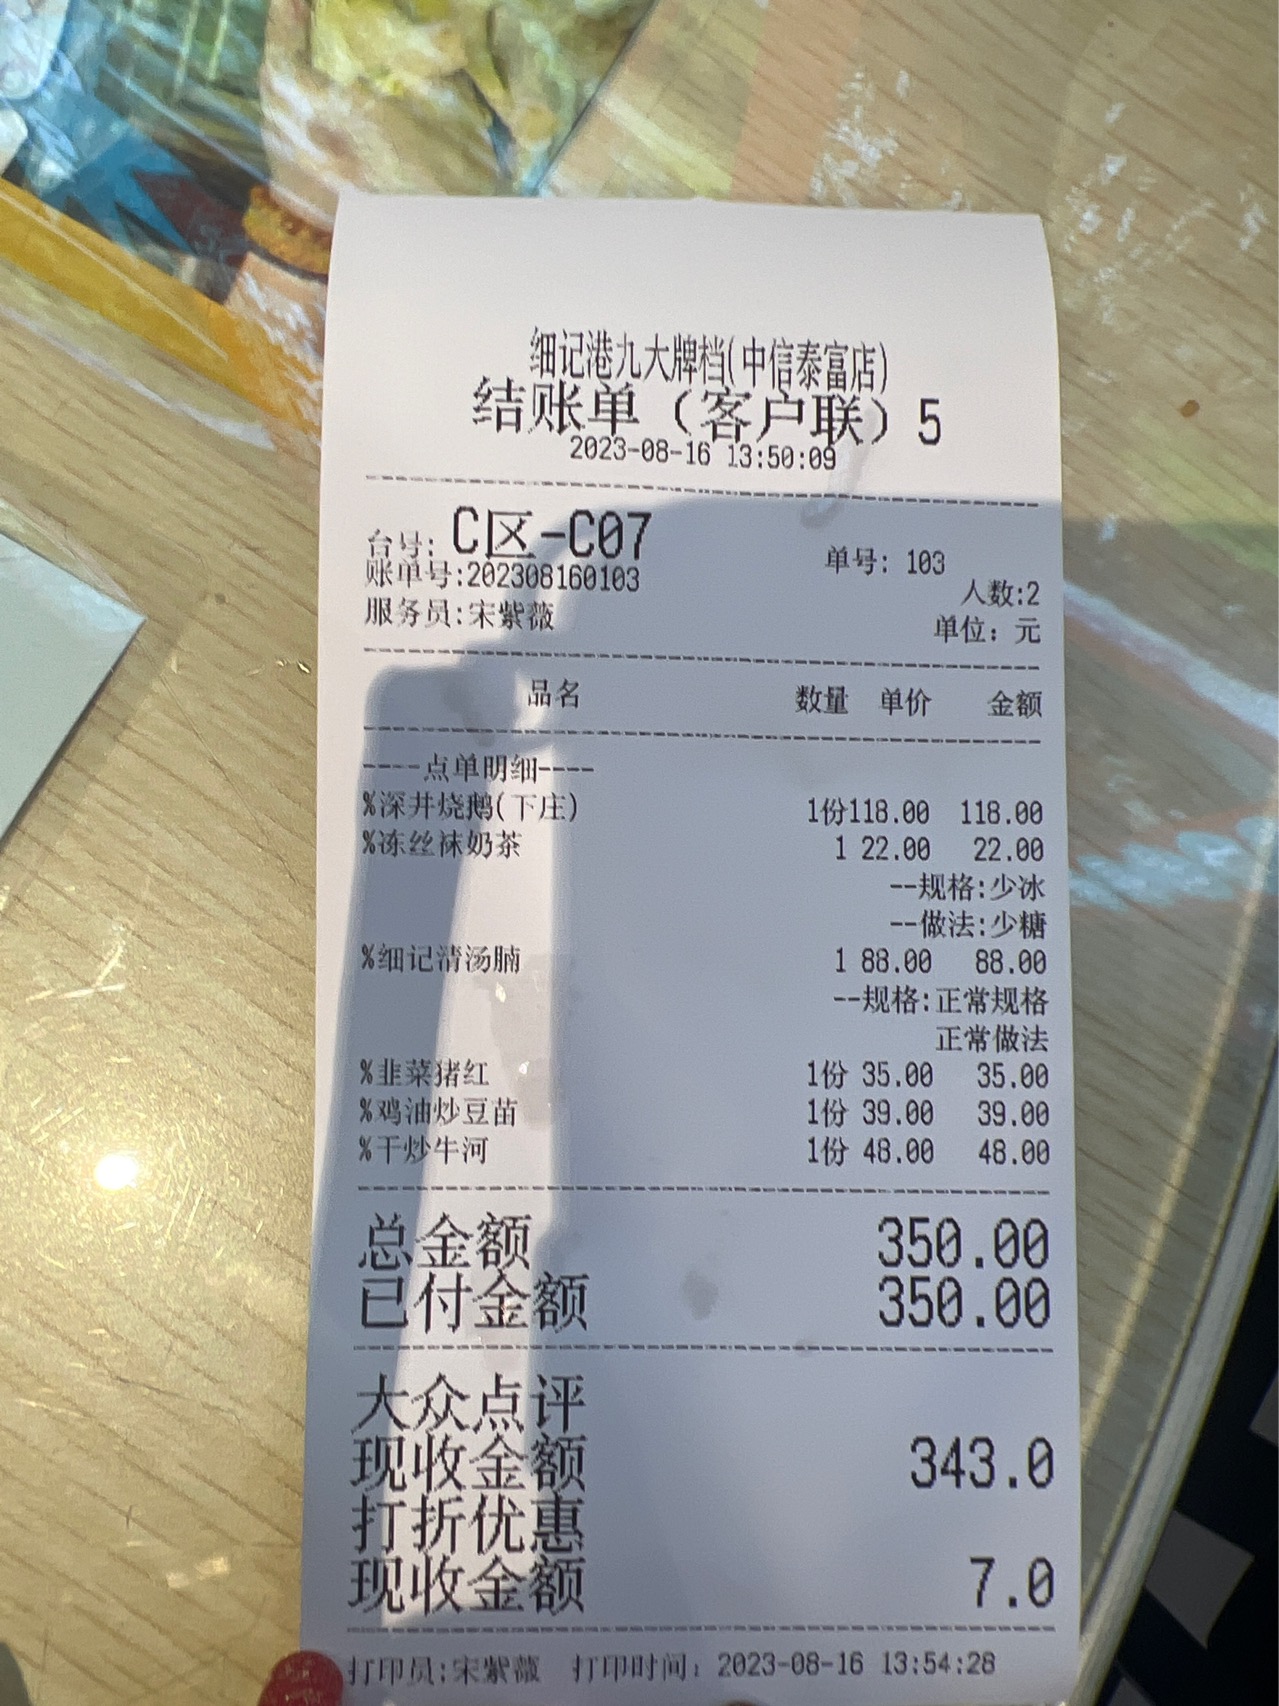 细记港九大牌档(中信泰富店)
结账单（客户联）5
2023-08-16 13:50:09
台号: C区-C07 单号: 103
账单号:202308160103 人数:2
服务员:宋紫薇 单位: 元
品名 数量 单价 金额
----点单明细----
%深井烧鹅(下庄) 1份118.00 118.00
%冻丝袜奶茶 1 22.00 22.00
--规格:少冰
--做法:少糖
%细记清汤腩 1 88.00 88.00
--规格:正常规格
正常做法
%韭菜猪红 1份 35.00 35.00
%鸡油炒豆苗 1份 39.00 39.00
%干炒牛河 1份 48.00 48.00
总金额 350.00
已付金额 350.00
大众点评
现收金额 343.0
打折优惠
现收金额 7.0
打印员:宋紫薇 打印时间: 2023-08-16 13:54:28